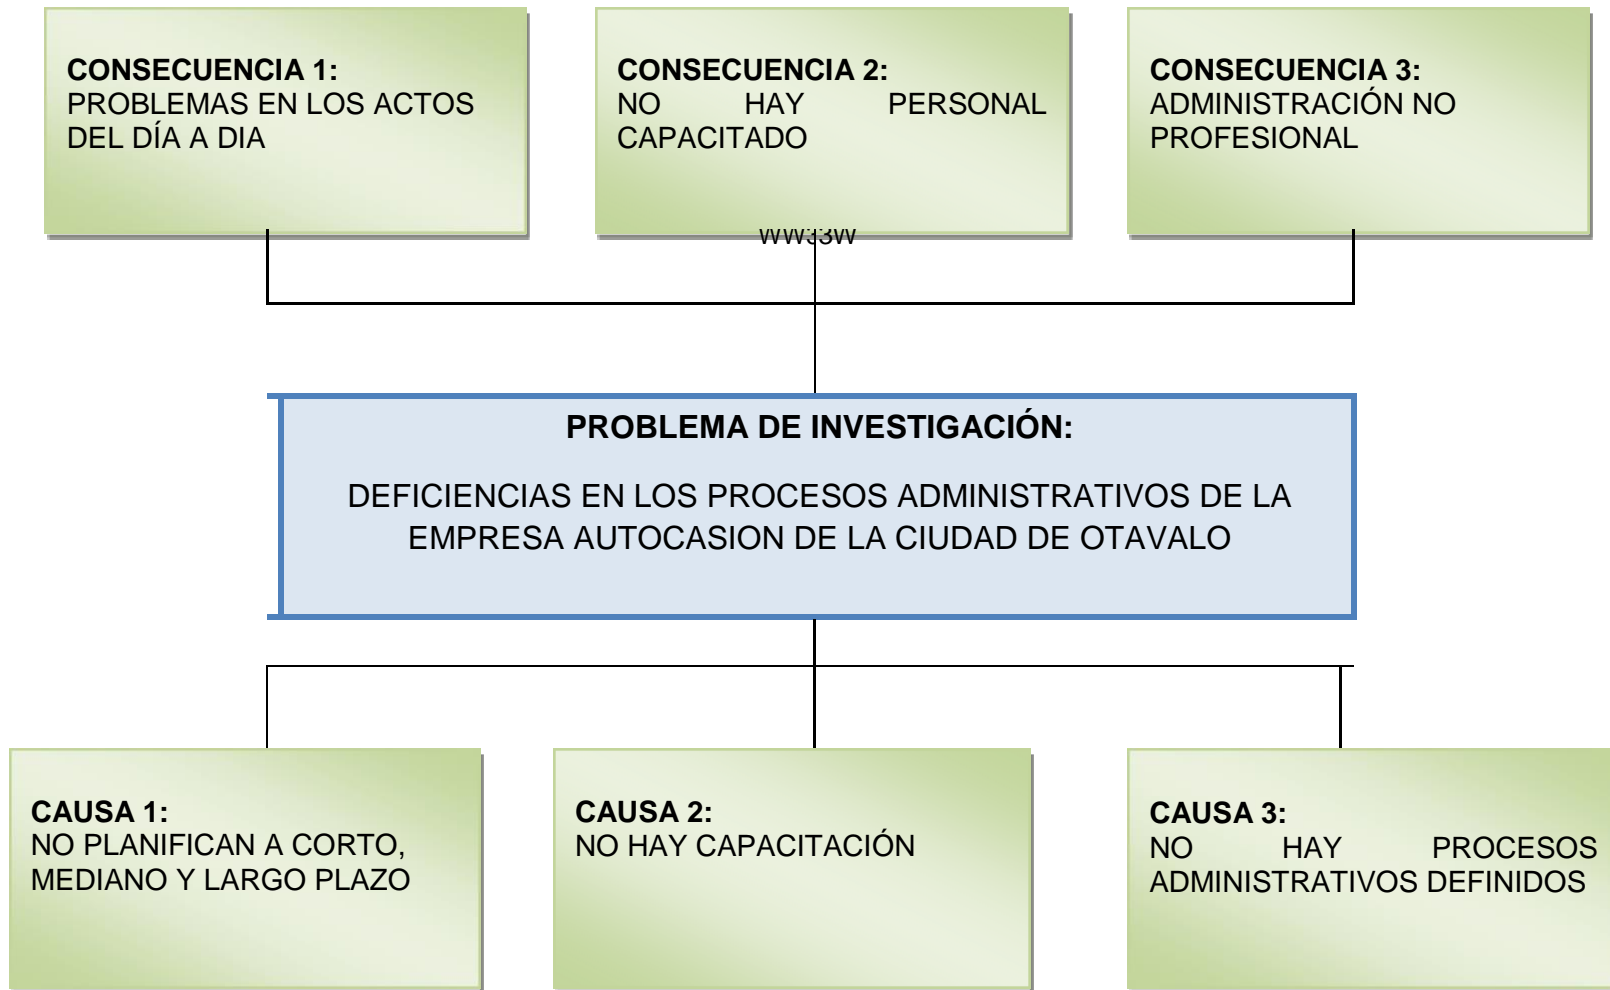 CONSECUENCIA 1:
PROBLEMAS EN LOS ACTOS
DEL DÍA A DIA
CONSECUENCIA 2:
NO HAY PERSONAL
CAPACITADO
CONSECUENCIA 3:
ADMINISTRACIÓN NO
PROFESIONAL
PROBLEMA DE INVESTIGACIÓN:
DEFICIENCIAS EN LOS PROCESOS ADMINISTRATIVOS DE LA
EMPRESA AUTOCASION DE LA CIUDAD DE OTAVALO
CAUSA 1:
NO PLANIFICAN A CORTO,
MEDIANO Y LARGO PLAZO
CAUSA 2:
NO HAY CAPACITACIÓN
CAUSA 3:
NO HAY PROCESOS
ADMINISTRATIVOS DEFINIDOS